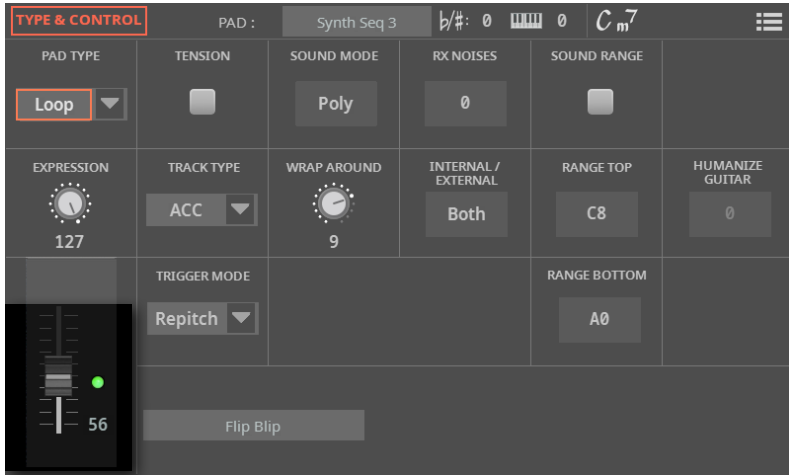 TYPE & CONTROL PAD : Synth Seq 3 ♭/#: 0 0 Cm7
PAD TYPE TENSION SOUND MODE RX NOISES SOUND RANGE
Loop Poly 0
EXPRESSION TRACK TYPE WRAP AROUND INTERNAL / EXTERNAL RANGE TOP HUMANIZE GUITAR
ACC Both C8 0
127 9
TRIGGER MODE RANGE BOTTOM
Repitch A0
56 Flip Blip